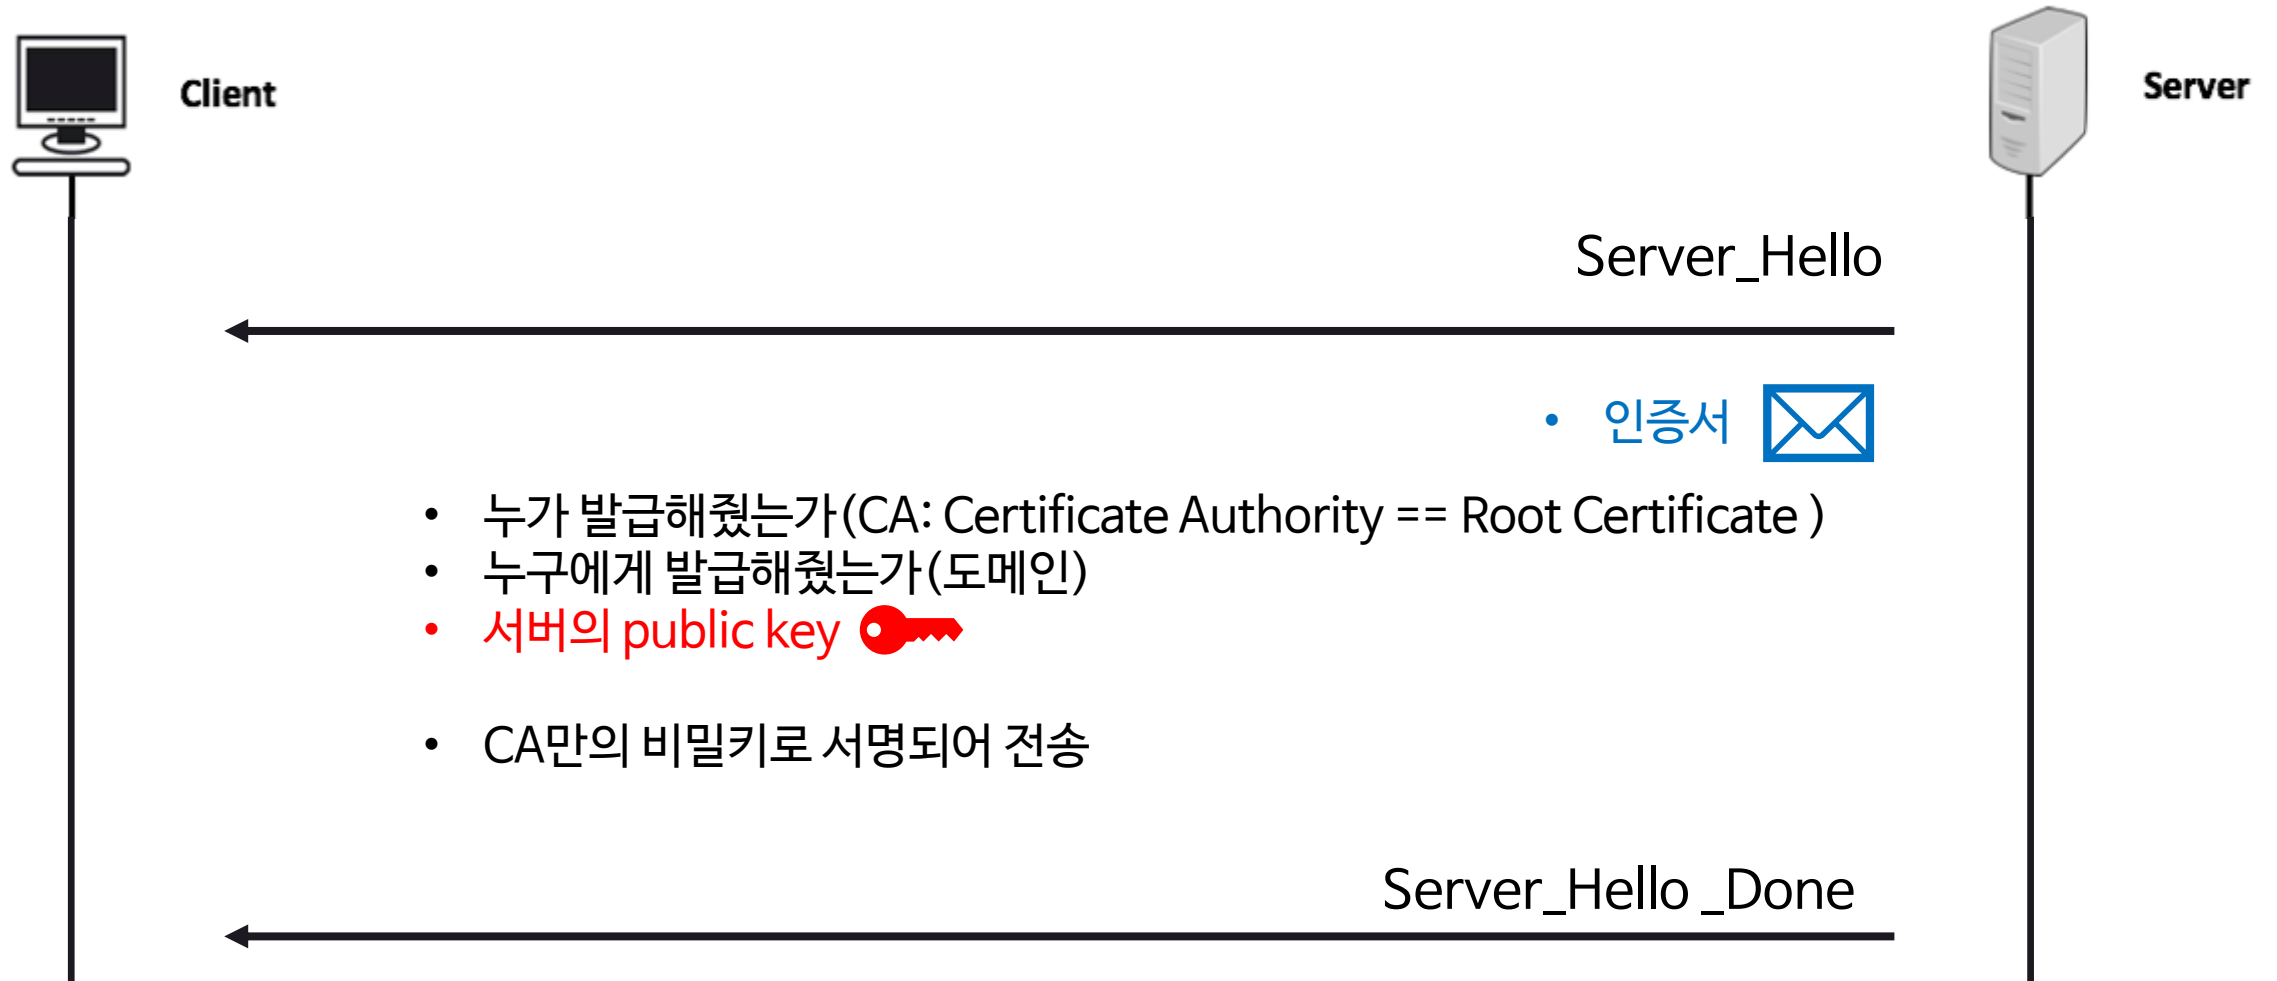 Client
Server
Server_Hello
• 인증서
• 누가 발급해줬는가(CA: Certificate Authority == Root Certificate )
• 누구에게 발급해줬는가(도메인)
• 서버의 public key
• CA만의 비밀키로 서명되어 전송
Server_Hello _Done